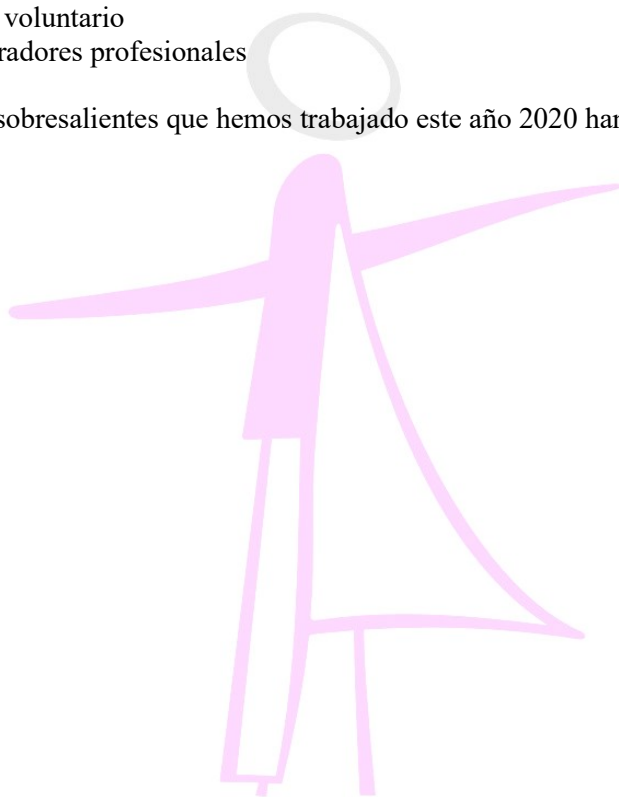 voluntario
radores profesionales
sobresalientes que hemos trabajado este año 2020 han